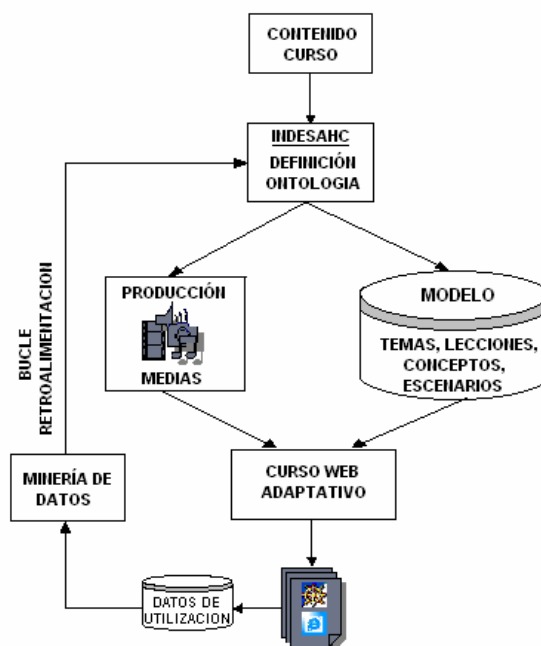 CONTENIDO
CURSO
INDESAHC
DEFINICIÓN
ONTOLOGIA
PRODUCCIÓN
MEDIAS
MODELO
TEMAS, LECCIONES,
CONCEPTOS,
ESCENARIOS
BUCLE
RETROALIMENTACION
MINERÍA DE
DATOS
CURSO WEB
ADAPTATIVO
DATOS DE
UTILIZACION